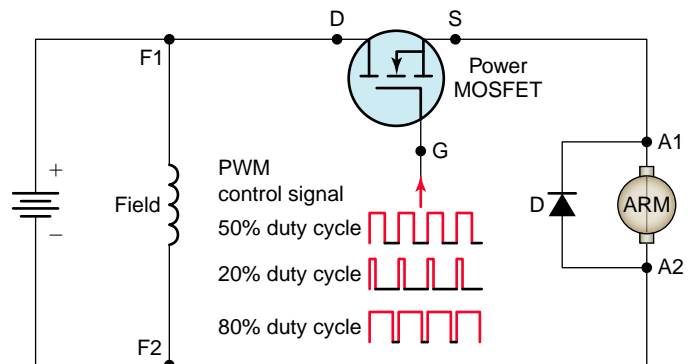 D
S
F1
Power
MOSFET
G
A1
+
PWM
control signal
Field
D
ARM
−
50% duty cycle
A2
20% duty cycle
80% duty cycle
F2